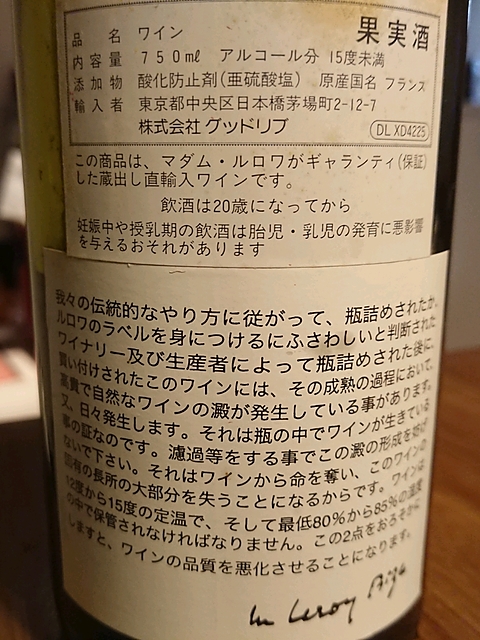 品名 ワイン 果実酒
内容量 750ml アルコール分 15度未満
添加物 酸化防止剤(亜硫酸塩) 原産国名 フランス
輸入者 東京都中央区日本橋茅場町2-12-7
株式会社 グッドリブ DL XD4225
この商品は、マダム・ルロワがギャランティ(保証)
した蔵出し直輸入ワインです。
飲酒は20歳になってから
妊娠中や授乳期の飲酒は胎児・乳児の発育に悪影響
を与えるおそれがあります
我々の伝統的なやり方に従がって、瓶詰めされたか、
ルロワのラベルを身につけるにふさわしいと判断された
ワイナリー及び生産者によって瓶詰めされた後に、
買い付けされたこのワインには、その成熟の過程において、
高貴で自然なワインの澱が発生している事があります。
又、日々発生します。それは瓶の中でワインが生きている
事の証なのです。濾過等をする事でこの澱の形成を妨げ
ないで下さい。それはワインから命を奪い、このワインの
固有の長所の大部分を失うことになるからです。ワインは
12度から15度の定温で、そして最低80%から85%の湿度
の中で保管されなければなりません。この2点をおろそかに
しますと、ワインの品質を悪化させることになります。
Leroy